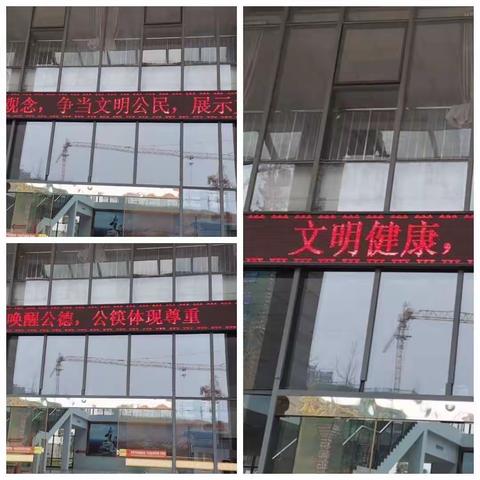 观念，争当文明公民，展示
文明健康，
唤醒公德，公筷体现尊重